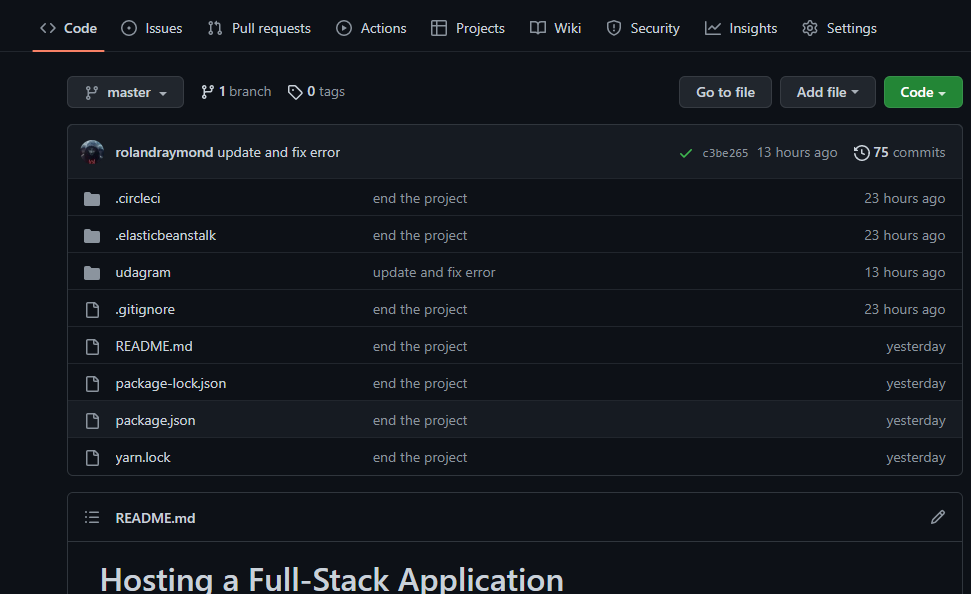 Code Issues Pull requests Actions Projects Wiki Security Insights Settings
master 1 branch 0 tags Go to file Add file Code
rolandraymond update and fix error c3be265 13 hours ago 75 commits
.circleci end the project 23 hours ago
.elasticbeanstalk end the project 23 hours ago
udagram update and fix error 13 hours ago
.gitignore end the project 23 hours ago
README.md end the project yesterday
package-lock.json end the project yesterday
package.json end the project yesterday
yarn.lock end the project yesterday
README.md
Hosting a Full-Stack Application